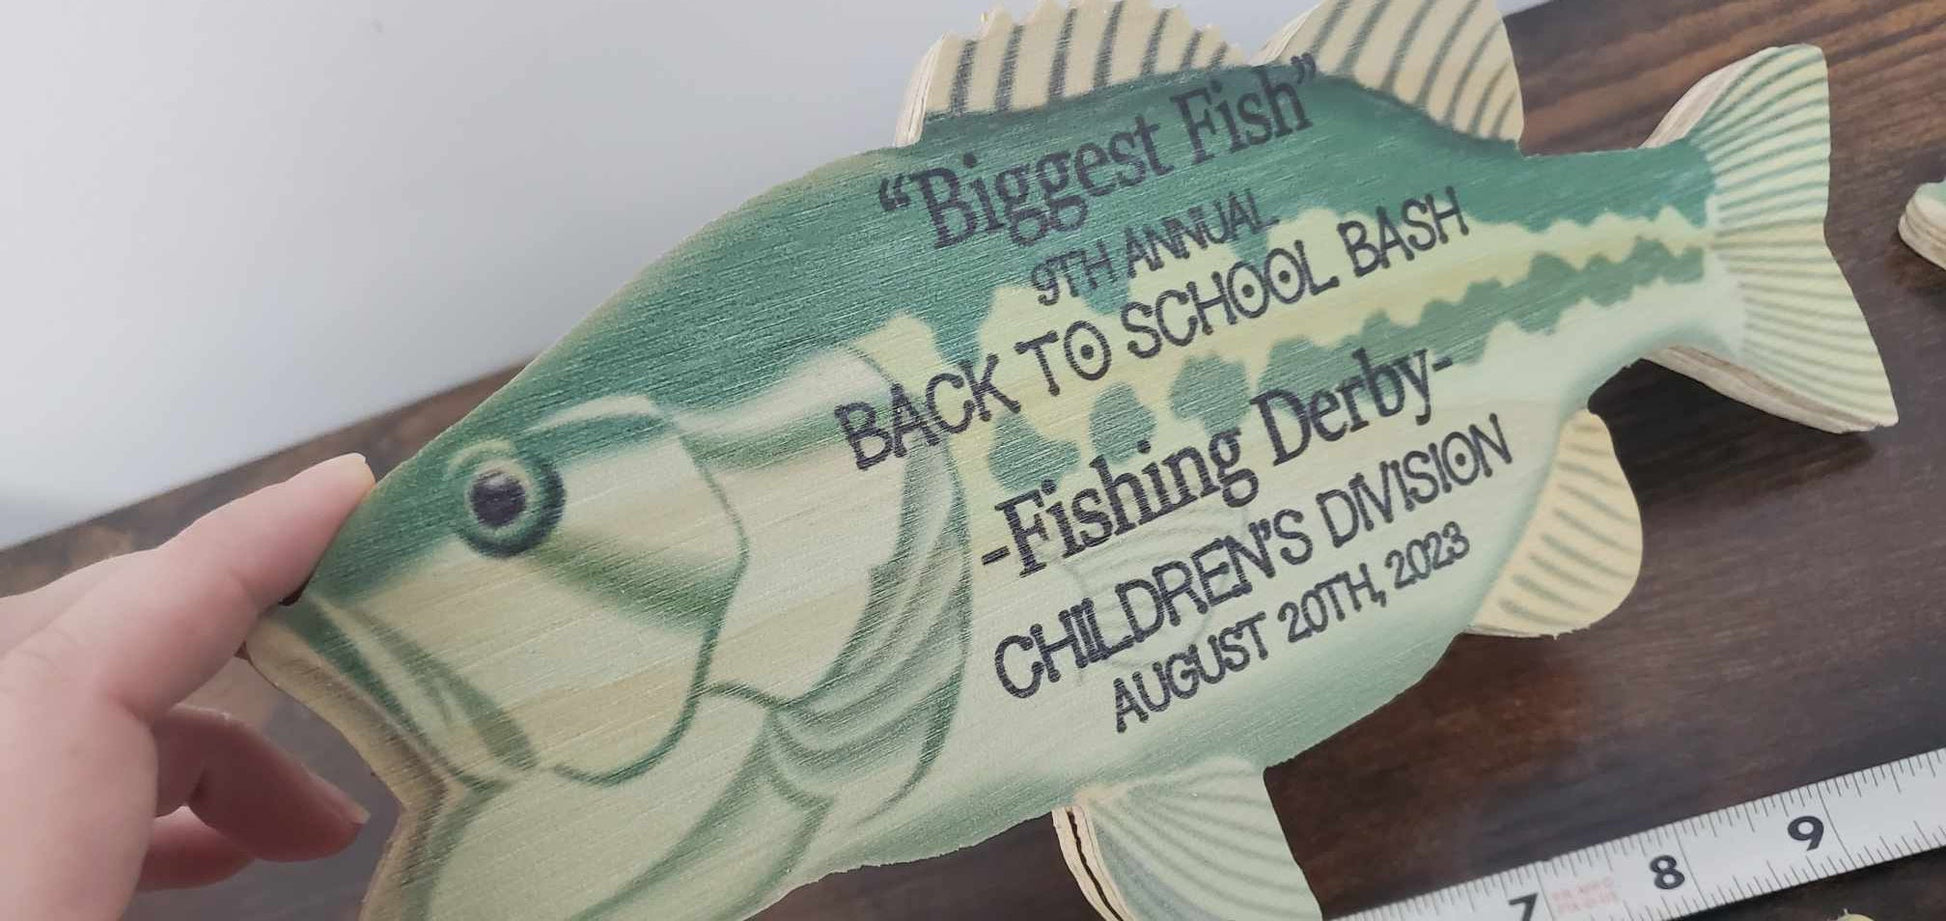 “Biggest Fish”
9TH ANNUAL
BACK TO SCHOOL BASH
-Fishing Derby-
CHILDREN'S DIVISION
AUGUST 20TH, 2023
7 8 9